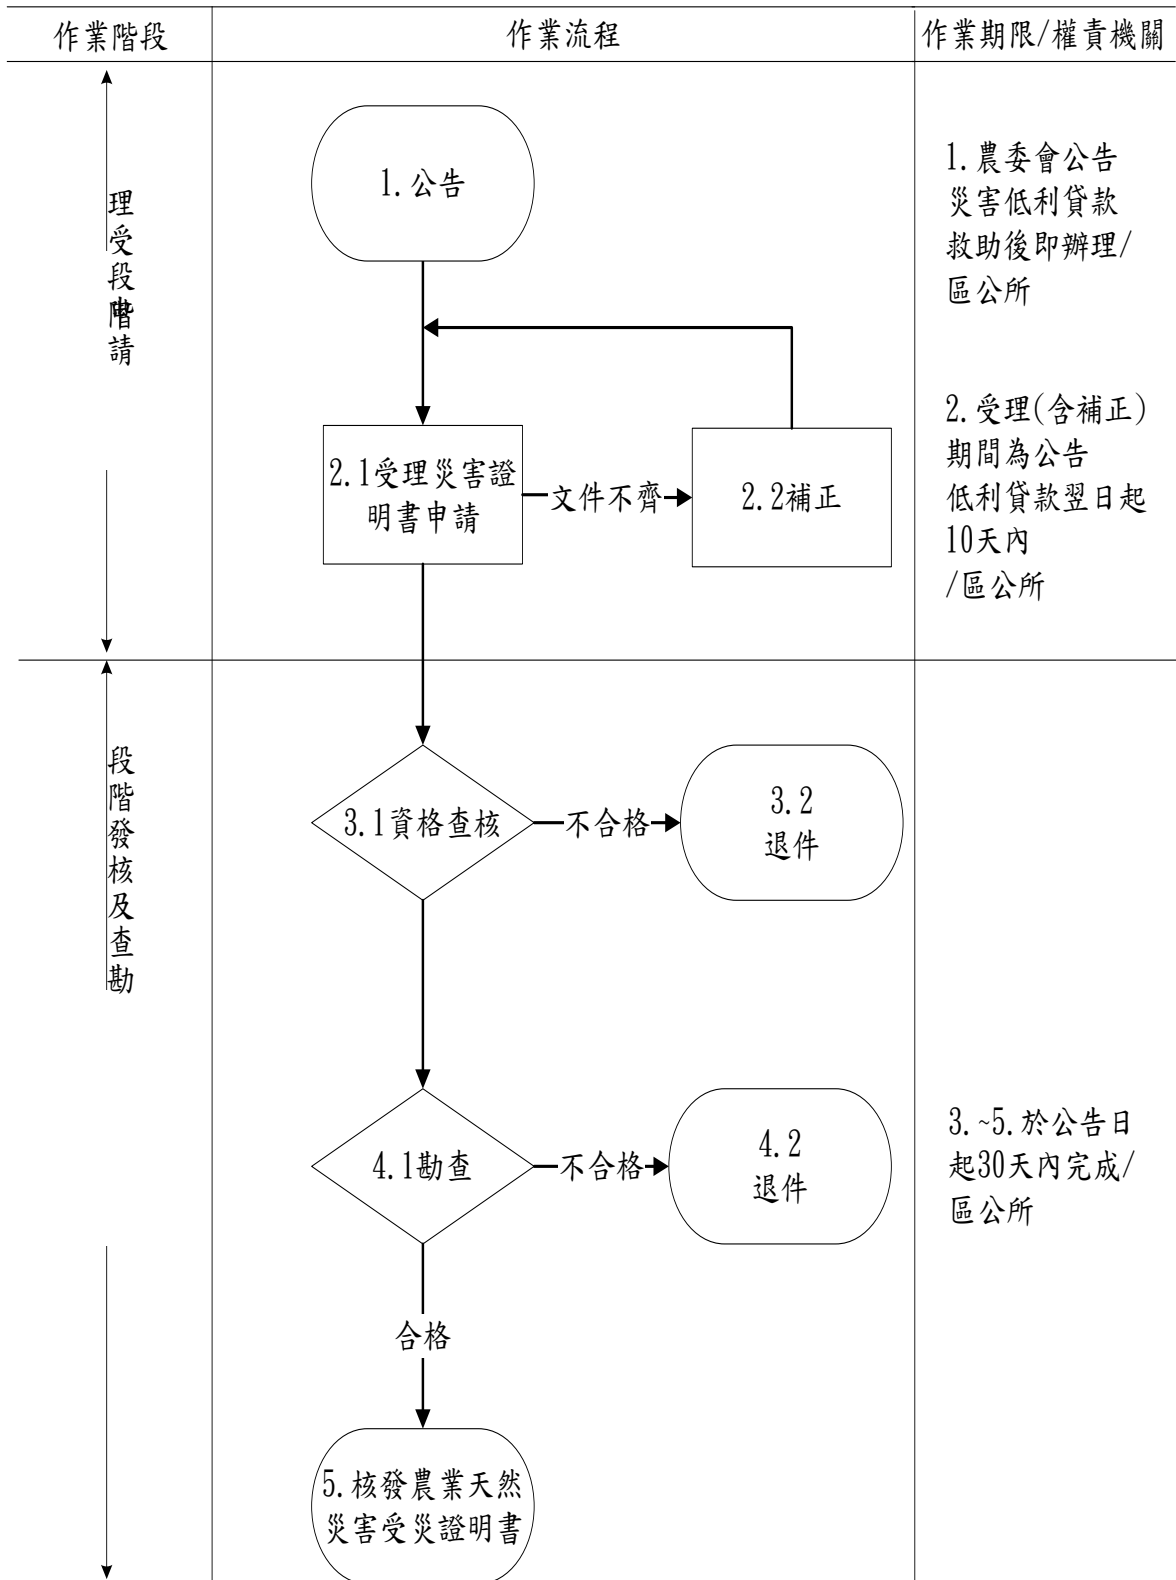 作業階段
作業流程
作業期限/權責機關
理
受
段
階
申
請
1.公告
1.農委會公告
災害低利貸款
救助後即辦理/
區公所
2.1受理災害證
明書申請
文件不齊
2.2補正
2.受理(含補正)
期間為公告
低利貸款翌日起
10天內
/區公所
段
階
發
核
及
查
勘
3.1資格查核
不合格
3.2
退件
4.1勘查
不合格
4.2
退件
3.~5.於公告日
起30天內完成/
區公所
合格
5.核發農業天然
災害受災證明書